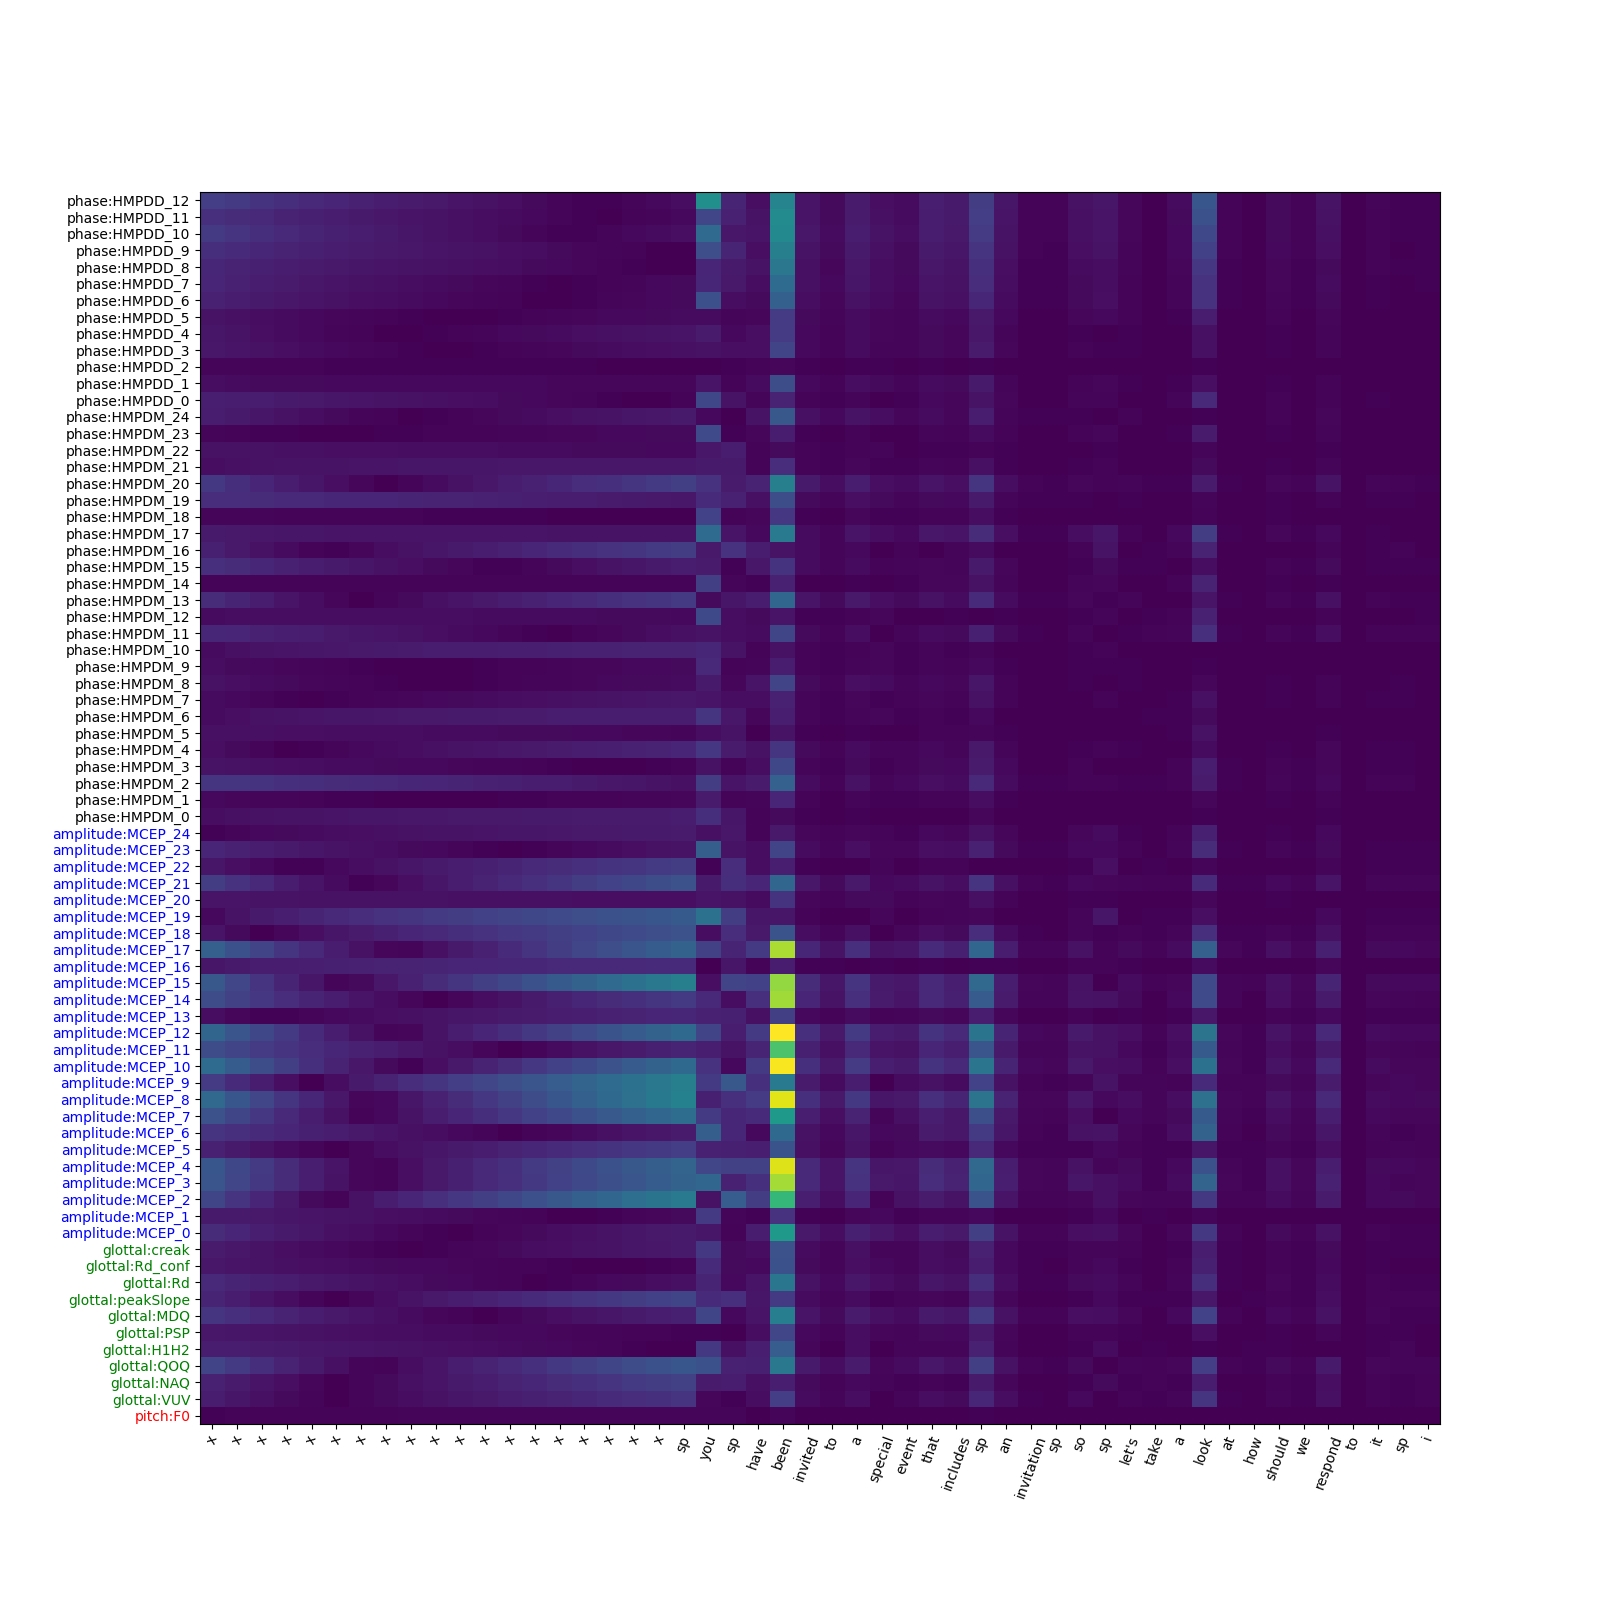 phase:HMPDD_12
phase:HMPDD_11
phase:HMPDD_10
phase:HMPDD_9
phase:HMPDD_8
phase:HMPDD_7
phase:HMPDD_6
phase:HMPDD_5
phase:HMPDD_4
phase:HMPDD_3
phase:HMPDD_2
phase:HMPDD_1
phase:HMPDD_0
phase:HMPDM_24
phase:HMPDM_23
phase:HMPDM_22
phase:HMPDM_21
phase:HMPDM_20
phase:HMPDM_19
phase:HMPDM_18
phase:HMPDM_17
phase:HMPDM_16
phase:HMPDM_15
phase:HMPDM_14
phase:HMPDM_13
phase:HMPDM_12
phase:HMPDM_11
phase:HMPDM_10
phase:HMPDM_9
phase:HMPDM_8
phase:HMPDM_7
phase:HMPDM_6
phase:HMPDM_5
phase:HMPDM_4
phase:HMPDM_3
phase:HMPDM_2
phase:HMPDM_1
phase:HMPDM_0
amplitude:MCEP_24
amplitude:MCEP_23
amplitude:MCEP_22
amplitude:MCEP_21
amplitude:MCEP_20
amplitude:MCEP_19
amplitude:MCEP_18
amplitude:MCEP_17
amplitude:MCEP_16
amplitude:MCEP_15
amplitude:MCEP_14
amplitude:MCEP_13
amplitude:MCEP_12
amplitude:MCEP_11
amplitude:MCEP_10
amplitude:MCEP_9
amplitude:MCEP_8
amplitude:MCEP_7
amplitude:MCEP_6
amplitude:MCEP_5
amplitude:MCEP_4
amplitude:MCEP_3
amplitude:MCEP_2
amplitude:MCEP_1
amplitude:MCEP_0
glottal:creak
glottal:Rd_conf
glottal:Rd
glottal:peakSlope
glottal:MDQ
glottal:PSP
glottal:H1H2
glottal:QOQ
glottal:NAQ
glottal:VUV
pitch:F0
x x x x x x x x x x x x x x x x x x x sp you sp have been invited to a special event that includes sp an invitation sp so sp let's take a look at how should we respond to it sp i